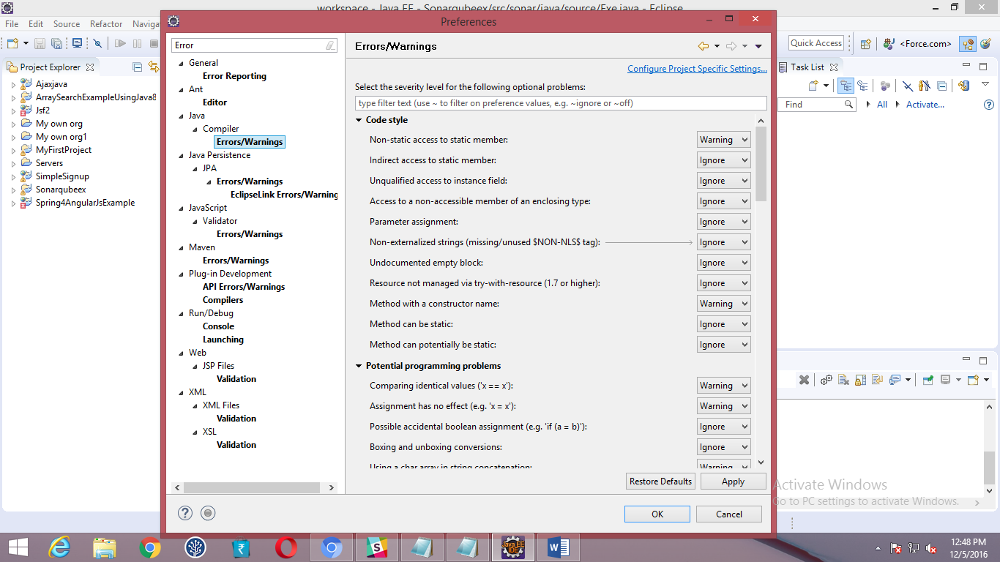 workspace - Java EE - Sonarqubeex/src/sonar/java/source/Exe.java - Eclipse
File Edit Source Refactor Naviga
Quick Access
<Force.com>
Project Explorer
Ajaxjava
ArraySearchExampleUsingJava8
Jsf2
My own org
My own org1
MyFirstProject
Servers
SimpleSignup
Sonarqubeex
Spring4AngularJsExample
Preferences
Error
General
Error Reporting
Ant
Editor
Java
Compiler
Errors/Warnings
Java Persistence
JPA
Errors/Warnings
EclipseLink Errors/Warning
JavaScript
Validator
Errors/Warnings
Maven
Errors/Warnings
Plug-in Development
API Errors/Warnings
Compilers
Run/Debug
Console
Launching
Web
JSP Files
Validation
XML
XML Files
Validation
XSL
Validation
Errors/Warnings
Configure Project Specific Settings...
Select the severity level for the following optional problems:
type filter text (use ~ to filter on preference values, e.g. ~ignore or ~off)
Code style
Non-static access to static member: Warning
Indirect access to static member: Ignore
Unqualified access to instance field: Ignore
Access to a non-accessible member of an enclosing type: Ignore
Parameter assignment: Ignore
Non-externalized strings (missing/unused $NON-NLS$ tag): Ignore
Undocumented empty block: Ignore
Resource not managed via try-with-resource (1.7 or higher): Ignore
Method with a constructor name: Warning
Method can be static: Ignore
Method can potentially be static: Ignore
Potential programming problems
Comparing identical values ('x == x'): Warning
Assignment has no effect (e.g. 'x = x'): Warning
Possible accidental boolean assignment (e.g. 'if (a = b)'): Ignore
Boxing and unboxing conversions: Ignore
Using a char array in string concatenation: Warning
Restore Defaults Apply
OK Cancel
Task List
Find All Activate...
Activate Windows
Go to PC settings to activate Windows.
Java EE
IDE
12:48 PM
12/5/2016